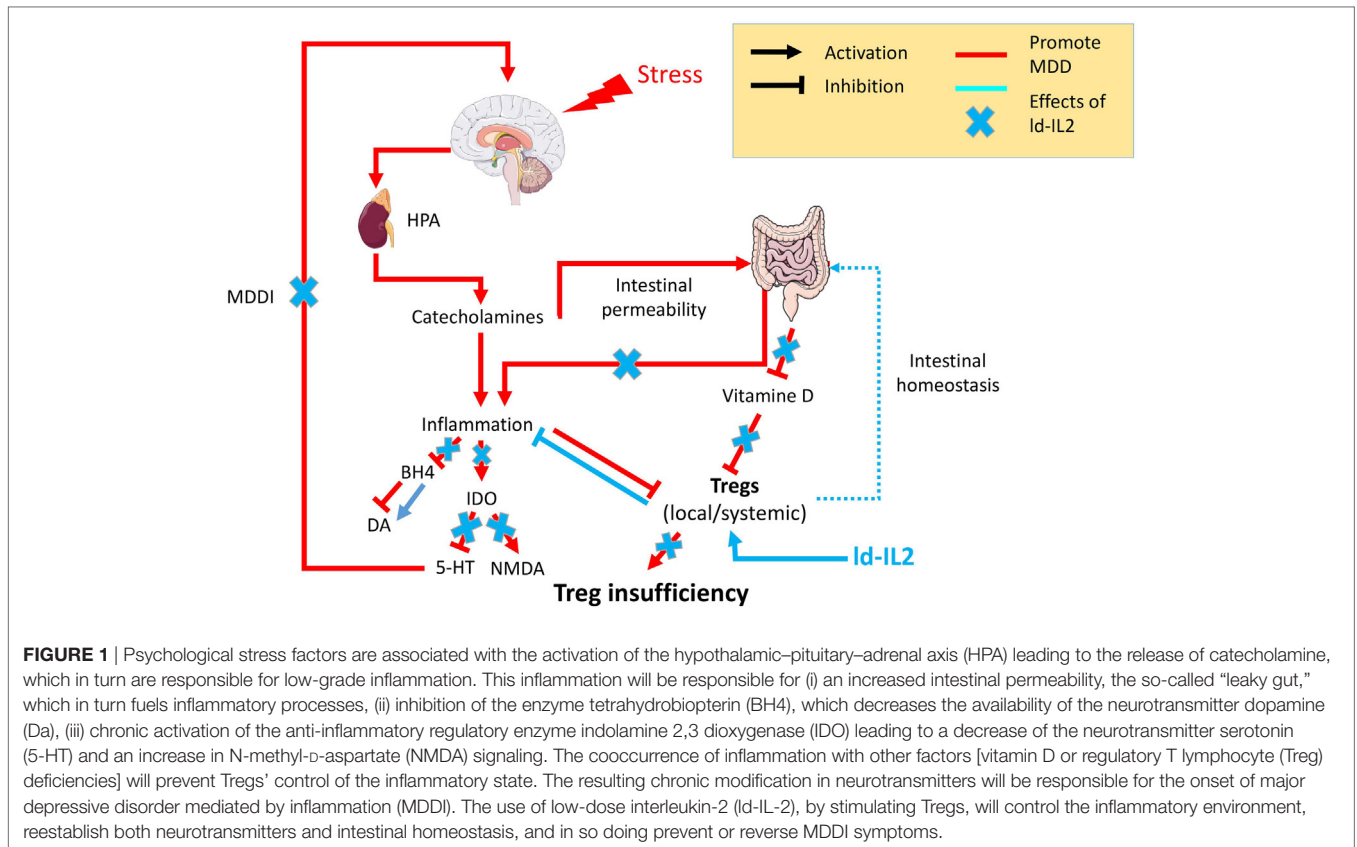 Stress
Activation
Inhibition
Promote
MDD
Effects of
ld-IL2
HPA
MDDI
Catecholamines
Intestinal
permeability
Intestinal
homeostasis
Vitamine D
Inflammation
BH4
DA
IDO
5-HT
NMDA
Tregs
(local/systemic)
ld-IL2
Treg insufficiency
FIGURE 1 | Psychological stress factors are associated with the activation of the hypothalamic–pituitary–adrenal axis (HPA) leading to the release of catecholamine,
which in turn are responsible for low-grade inflammation. This inflammation will be responsible for (i) an increased intestinal permeability, the so-called “leaky gut,”
which in turn fuels inflammatory processes, (ii) inhibition of the enzyme tetrahydrobiopterin (BH4), which decreases the availability of the neurotransmitter dopamine
(Da), (iii) chronic activation of the anti-inflammatory regulatory enzyme indolamine 2,3 dioxygenase (IDO) leading to a decrease of the neurotransmitter serotonin
(5-HT) and an increase in N-methyl-D-aspartate (NMDA) signaling. The cooccurrence of inflammation with other factors [vitamin D or regulatory T lymphocyte (Treg)
deficiencies] will prevent Tregs’ control of the inflammatory state. The resulting chronic modification in neurotransmitters will be responsible for the onset of major
depressive disorder mediated by inflammation (MDDI). The use of low-dose interleukin-2 (ld-IL-2), by stimulating Tregs, will control the inflammatory environment,
reestablish both neurotransmitters and intestinal homeostasis, and in so doing prevent or reverse MDDI symptoms.